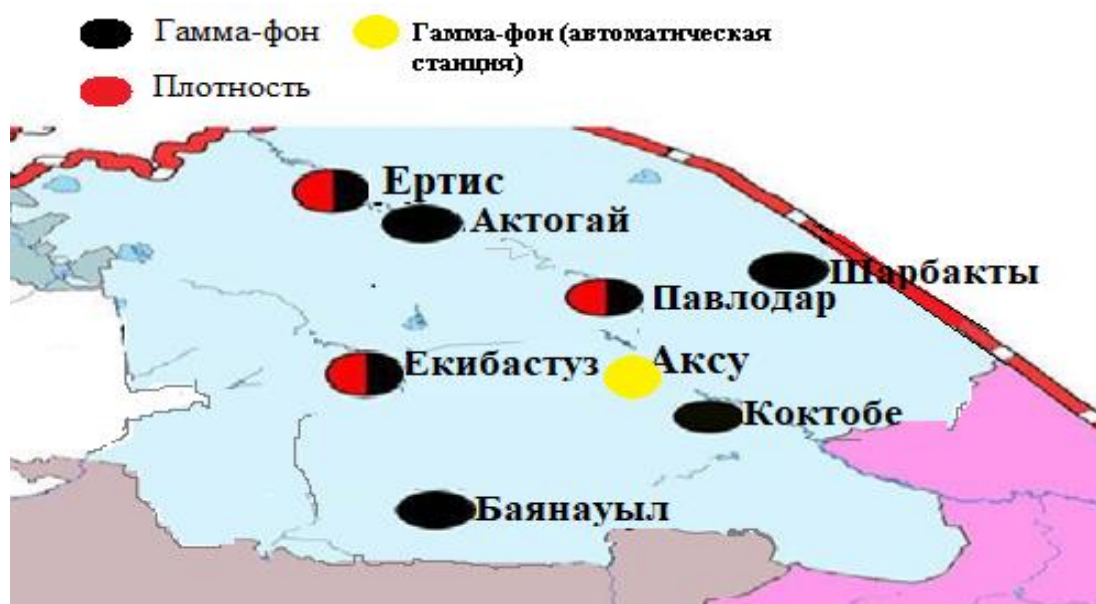 Гамма-фон
Гамма-фон (автоматическая
станция)
Плотность
Ертис
Актогай
Шарбакты
Павлодар
Екибастуз
Аксу
Коктобе
Баянауыл